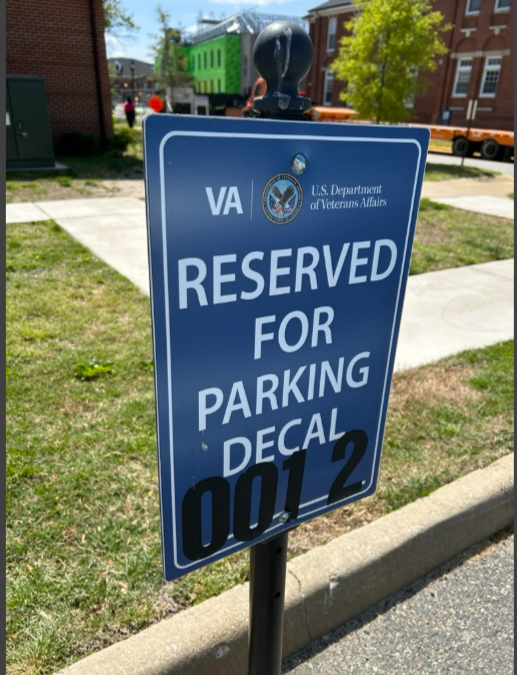 VA
U.S. Department
of Veterans Affairs
RESERVED
FOR
PARKING
DECAL
0012